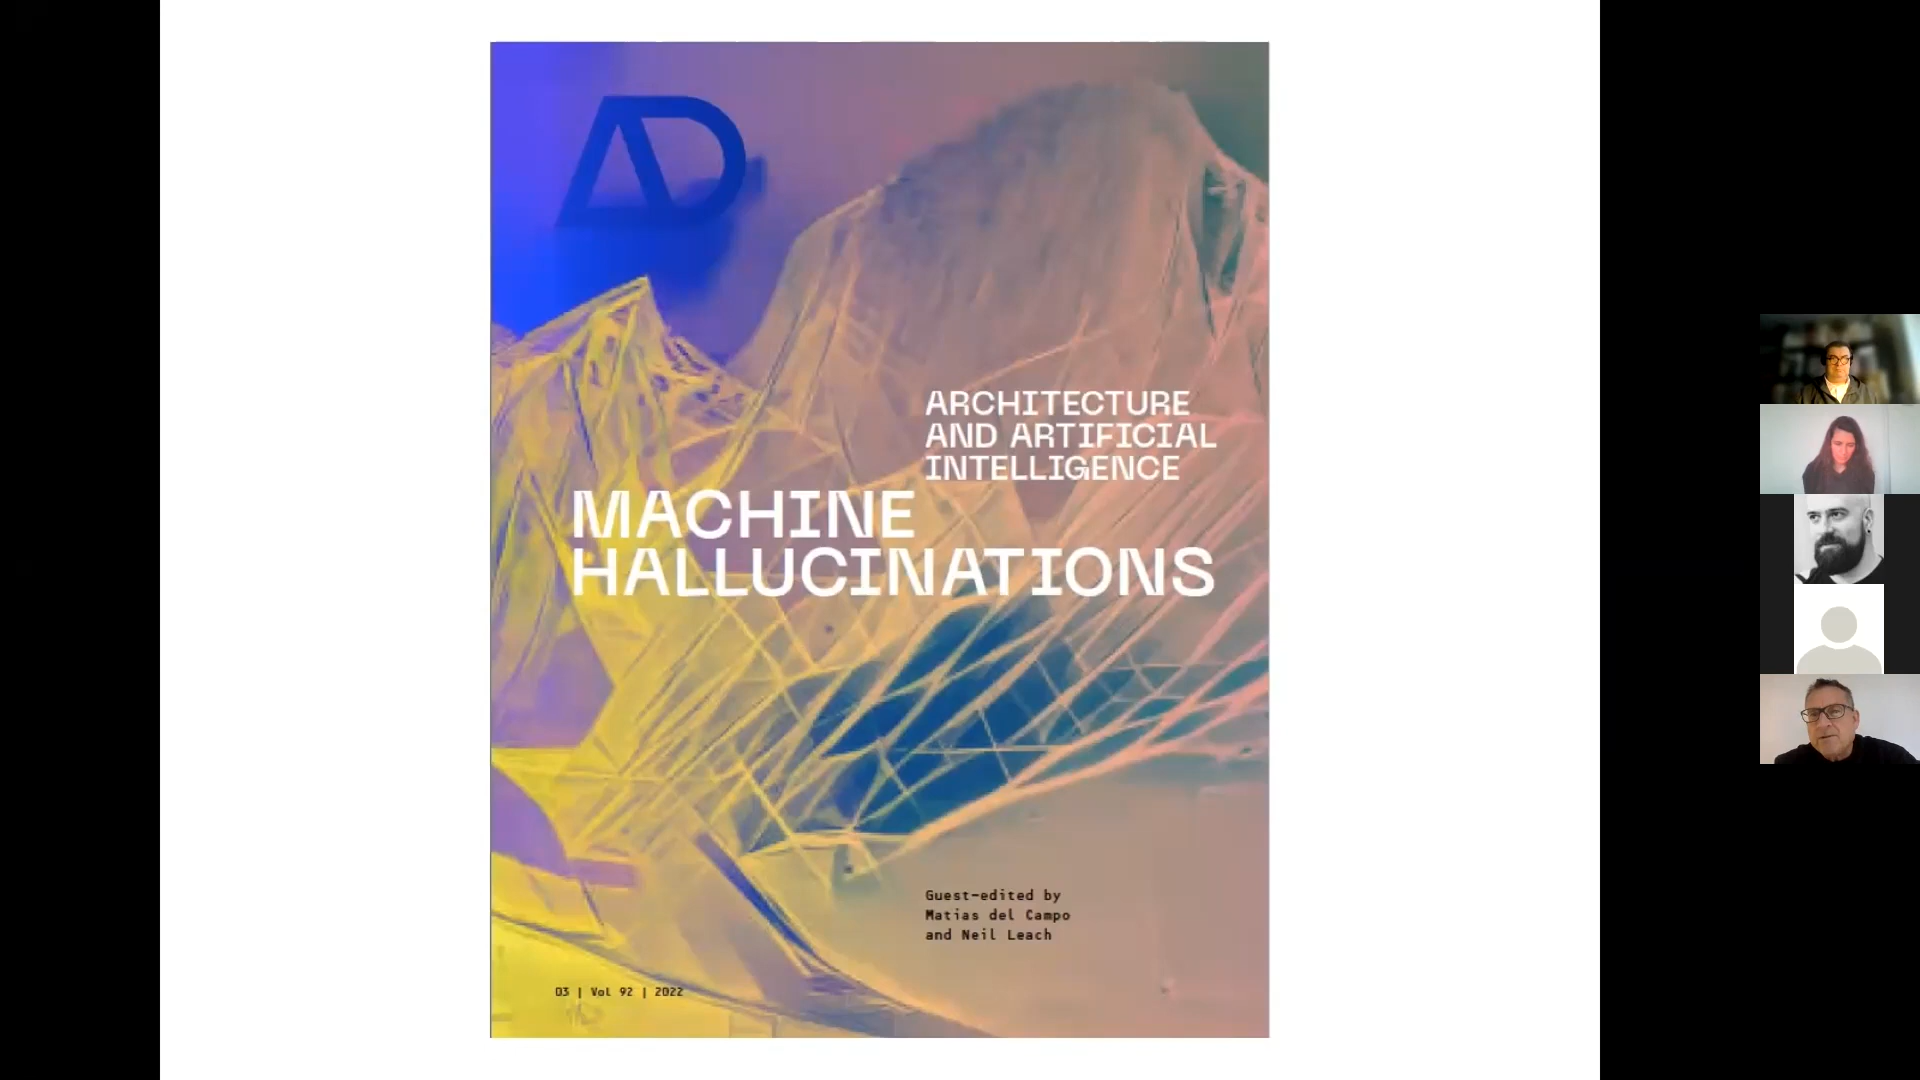 AD
ARCHITECTURE
AND ARTIFICIAL
INTELLIGENCE
MACHINE
HALLUCINATIONS
Guest-edited by
Matias del Campo
and Neil Leach
03 | Vol 92 | 2022